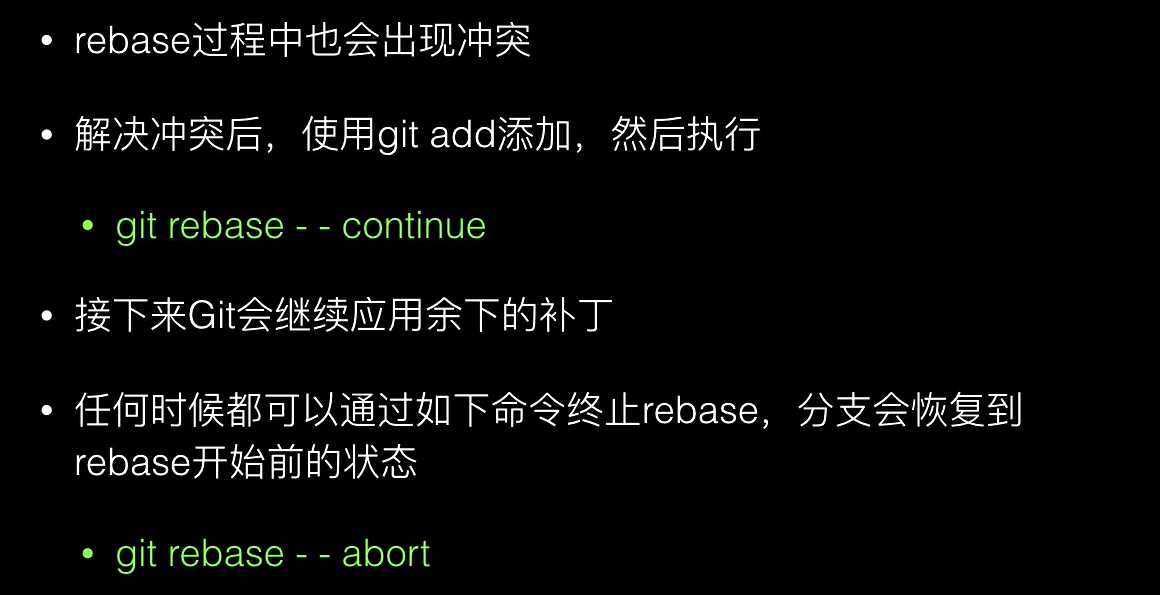 • rebase过程中也会出现冲突
• 解决冲突后，使用git add添加，然后执行
• git rebase - - continue
• 接下来Git会继续应用余下的补丁
• 任何时候都可以通过如下命令终止rebase，分支会恢复到
rebase开始前的状态
• git rebase - - abort